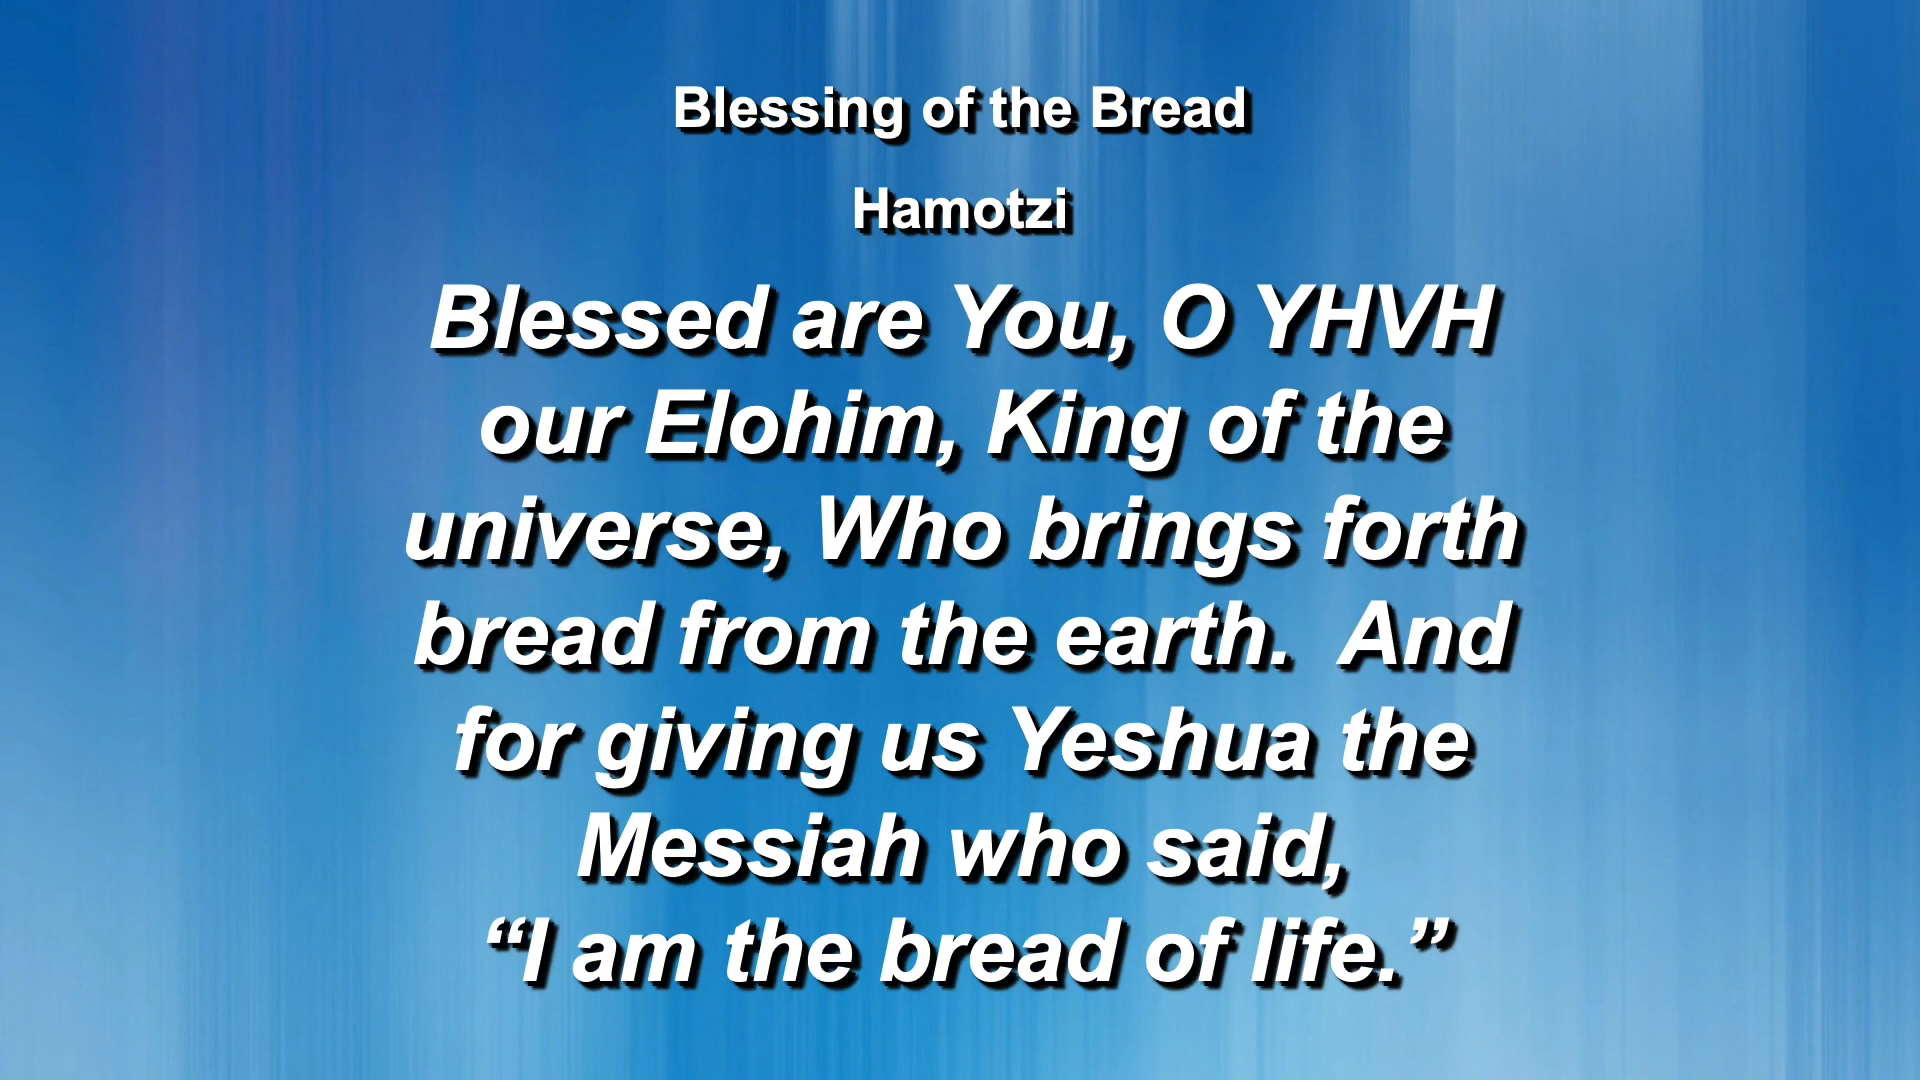 Blessing of the Bread
Hamotzi
Blessed are You, O YHVH
our Elohim, King of the
universe, Who brings forth
bread from the earth.  And
for giving us Yeshua the
Messiah who said,
“I am the bread of life.”